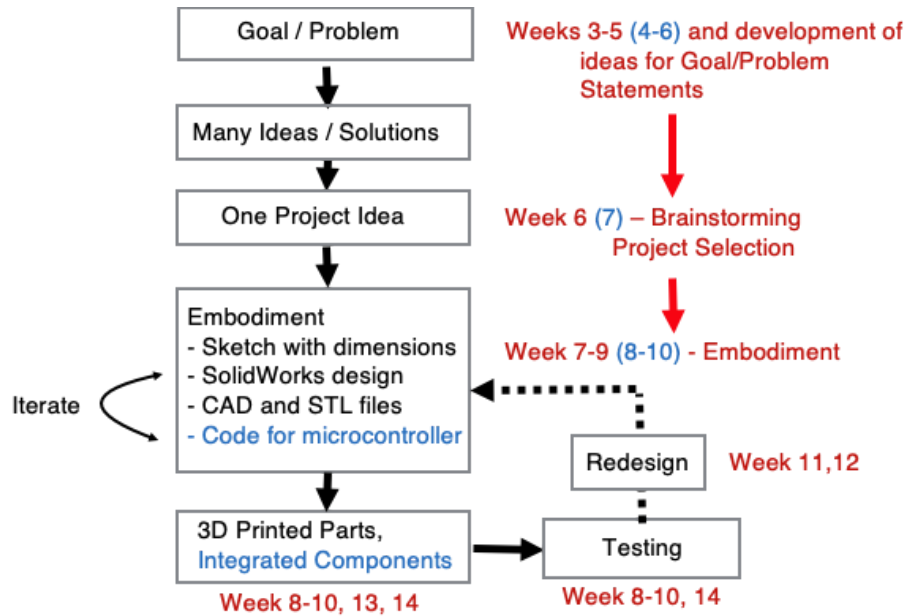 Goal / Problem
Weeks 3-5 (4-6) and development of
ideas for Goal/Problem
Statements
Many Ideas / Solutions
One Project Idea
Week 6 (7) – Brainstorming
Project Selection
Embodiment
- Sketch with dimensions
- SolidWorks design
- CAD and STL files
- Code for microcontroller
Week 7-9 (8-10) - Embodiment
Iterate
Redesign
Week 11,12
3D Printed Parts,
Integrated Components
Testing
Week 8-10, 13, 14
Week 8-10, 14